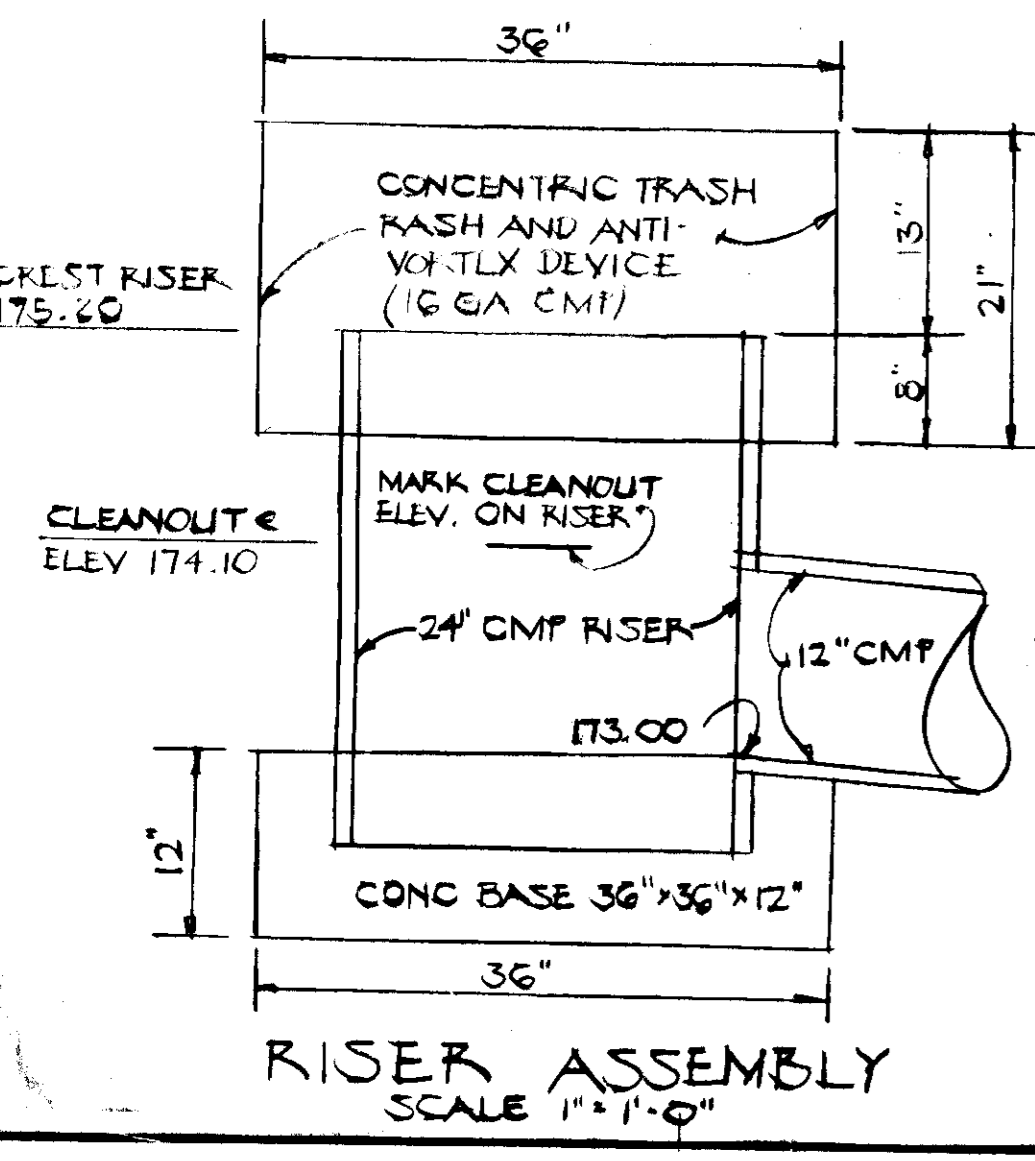 36"
CONCENTRIC TRASH
RASH AND ANTI-
VORTEX DEVICE
(16 GA CMP)
13"
21"
8"
CREST RISER
175.20
MARK CLEANOUT
ELEV. ON RISER
CLEANOUT @
ELEV 174.10
24" CMP RISER
12" CMP
173.00
12"
CONC BASE 36"x36"x12"
36"
RISER ASSEMBLY
SCALE 1" = 1'-0"